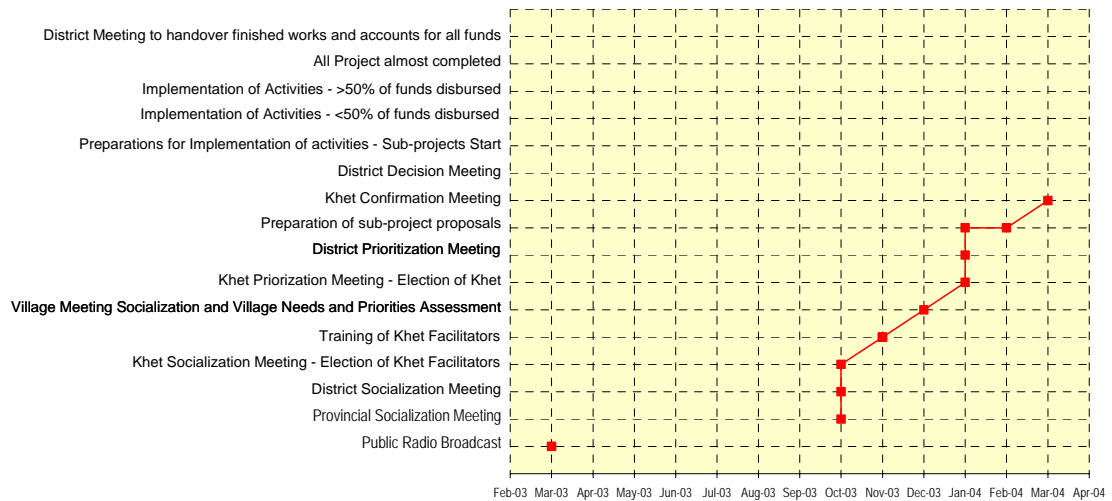 District Meeting to handover finished works and accounts for all funds
All Project almost completed
Implementation of Activities - >50% of funds disbursed
Implementation of Activities - <50% of funds disbursed
Preparations for Implementation of activities - Sub-projects Start
District Decision Meeting
Khet Confirmation Meeting
Preparation of sub-project proposals
District Prioritization Meeting
Khet Priorization Meeting - Election of Khet
Village Meeting Socialization and Village Needs and Priorities Assessment
Training of Khet Facilitators
Khet Socialization Meeting - Election of Khet Facilitators
District Socialization Meeting
Provincial Socialization Meeting
Public Radio Broadcast
Feb-03 Mar-03 Apr-03 May-03 Jun-03 Jul-03 Aug-03 Sep-03 Oct-03 Nov-03 Dec-03 Jan-04 Feb-04 Mar-04 Apr-04